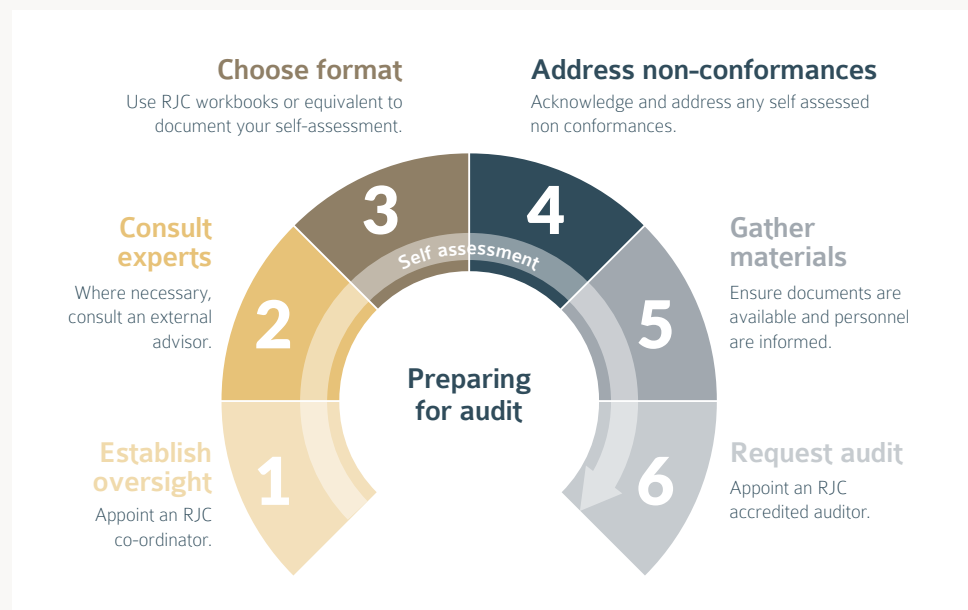 Choose format
Use RJC workbooks or equivalent to
document your self-assessment.
Address non-conformances
Acknowledge and address any self assessed
non conformances.
3
4
Self assessment
Consult
experts
Where necessary,
consult an external
advisor.
2
Gather
materials
Ensure documents are
available and personnel
are informed.
5
Preparing
for audit
Establish
oversight
Appoint an RJC
co-ordinator.
1
Request audit
Appoint an RJC
accredited auditor.
6